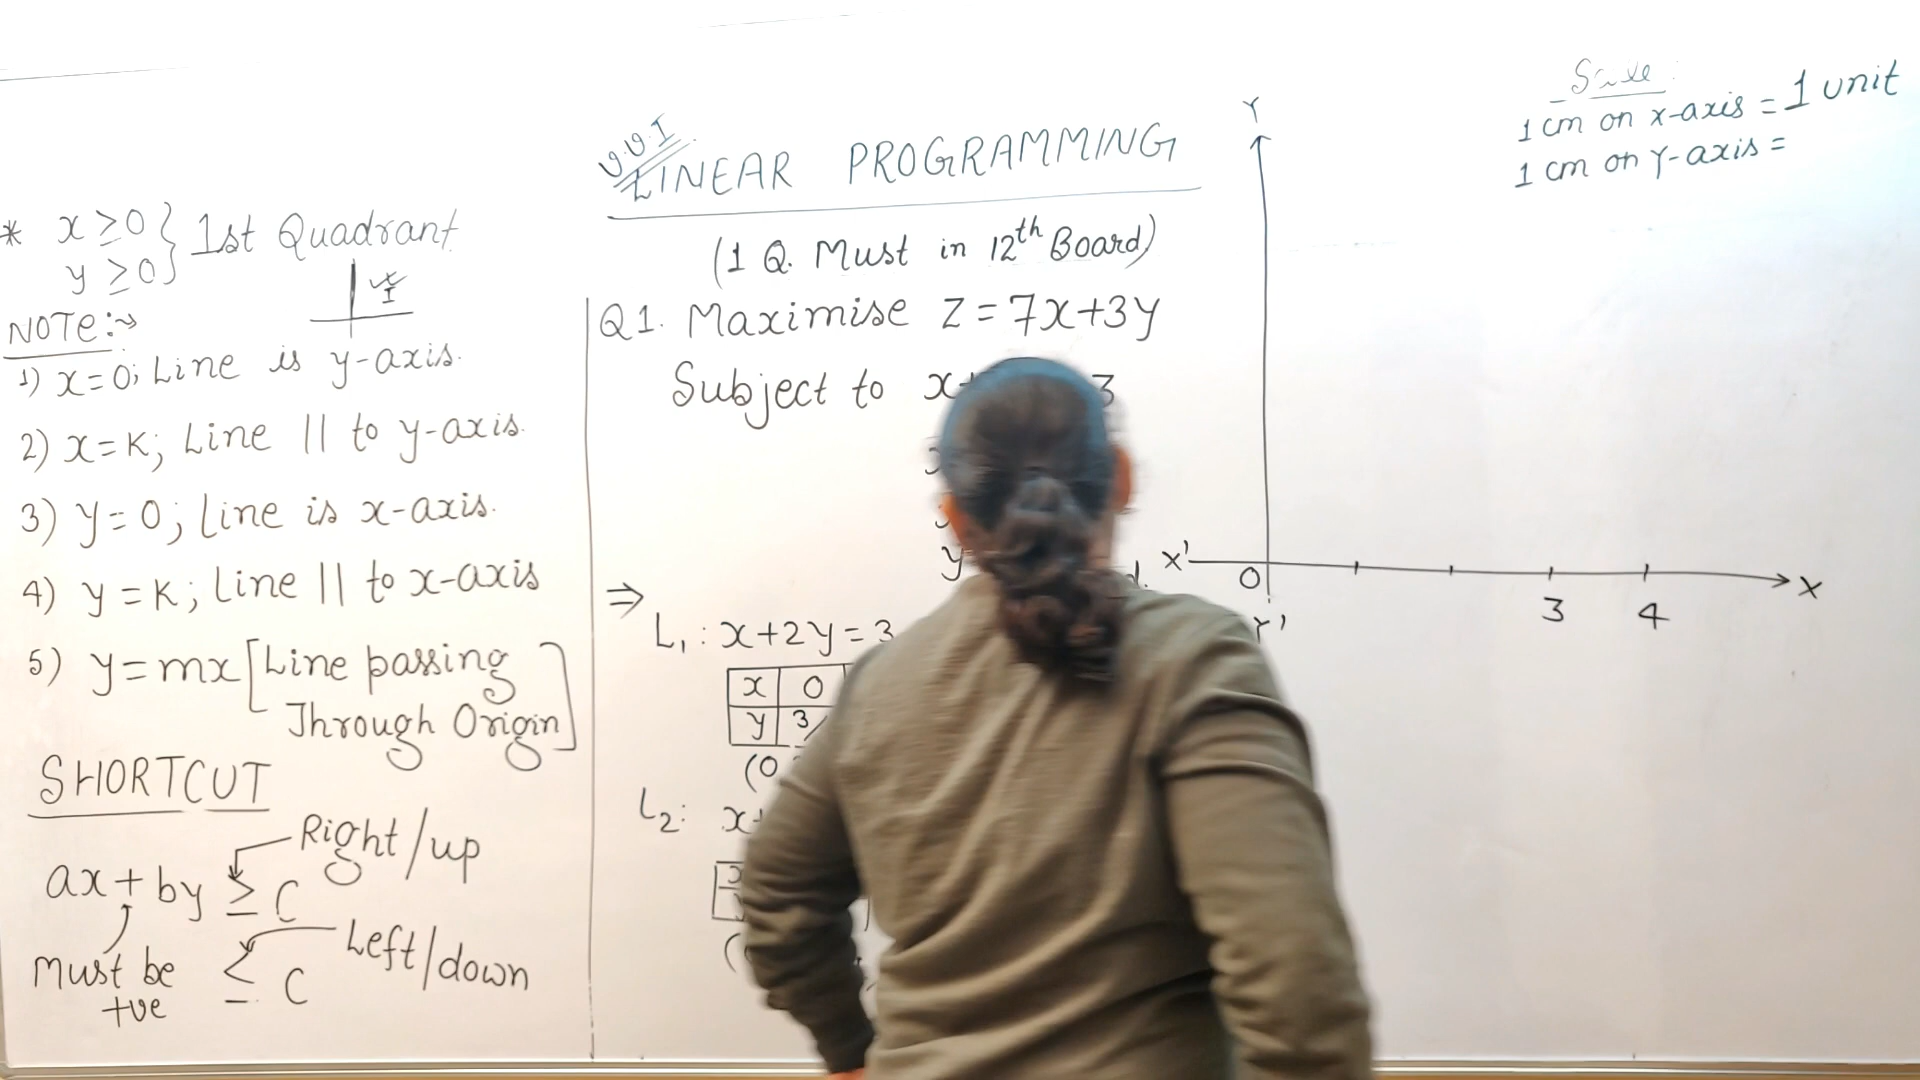 * x ≥ 0 } 1st Quadrant
y ≥ 0
I
NOTE:
1) x = 0; Line is y-axis.
2) x = K; Line || to y-axis.
3) y = 0; Line is x-axis.
4) y = K; Line || to x-axis
5) y = mx [Line passing
Through Origin]
SHORTCUT
Right/up
ax + by ≥ C
Left/down
Must be ≤ C
+ve
V.V.I
LINEAR PROGRAMMING
(1 Q. Must in 12th Board)
Q1. Maximise Z = 7x + 3y
Subject to x+ 3
y
⇒
L1 : x + 2y = 3
x 0
y 3/
(0
L2 : x+
Scale
1 cm on x-axis = 1 unit
1 cm on Y-axis =
Y
X' O X
3 4
Y'